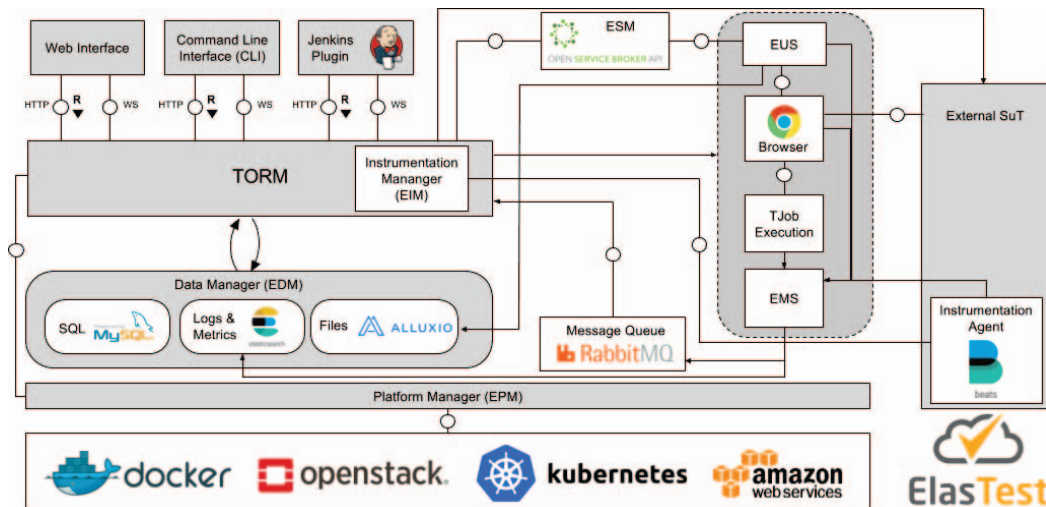 Web Interface
Command Line
Interface (CLI)
Jenkins
Plugin
HTTP
R
WS
HTTP
R
WS
HTTP
R
WS
ESM
OPEN SERVICE BROKER API
EUS
Browser
TJob
Execution
EMS
External SuT
TORM
Instrumentation
Mananger
(EIM)
Data Manager (EDM)
SQL
MySQL
Logs &
Metrics
elasticsearch
Files
ALLUXIO
Message Queue
RabbitMQ
Instrumentation
Agent
beats
Platform Manager (EPM)
docker
openstack.
kubernetes
amazon
web services
ElasTest